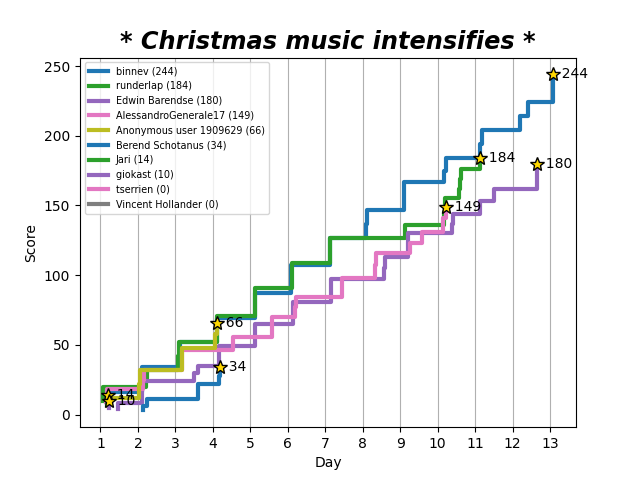 * Christmas music intensifies *
250
200
150
100
50
0
Score
binnev (244)
runderlap (184)
Edwin Barendse (180)
AlessandroGenerale17 (149)
Anonymous user 1909629 (66)
Berend Schotanus (34)
Jari (14)
giokast (10)
tserrien (0)
Vincent Hollander (0)
244
184
180
149
66
34
14
10
1 2 3 4 5 6 7 8 9 10 11 12 13
Day